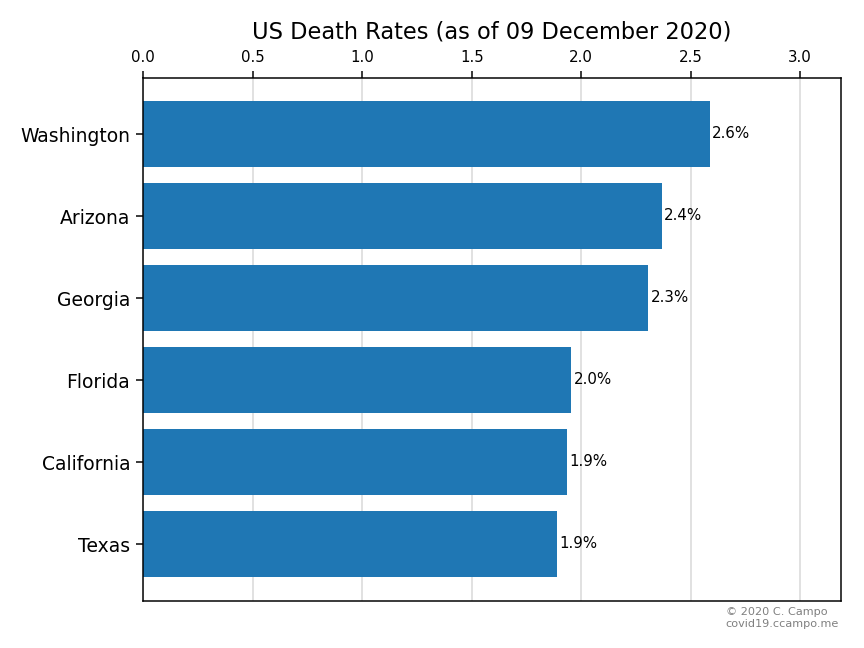 US Death Rates (as of 09 December 2020)
0.0 0.5 1.0 1.5 2.0 2.5 3.0
Washington 2.6%
Arizona 2.4%
Georgia 2.3%
Florida 2.0%
California 1.9%
Texas 1.9%
© 2020 C. Campo
covid19.ccampo.me